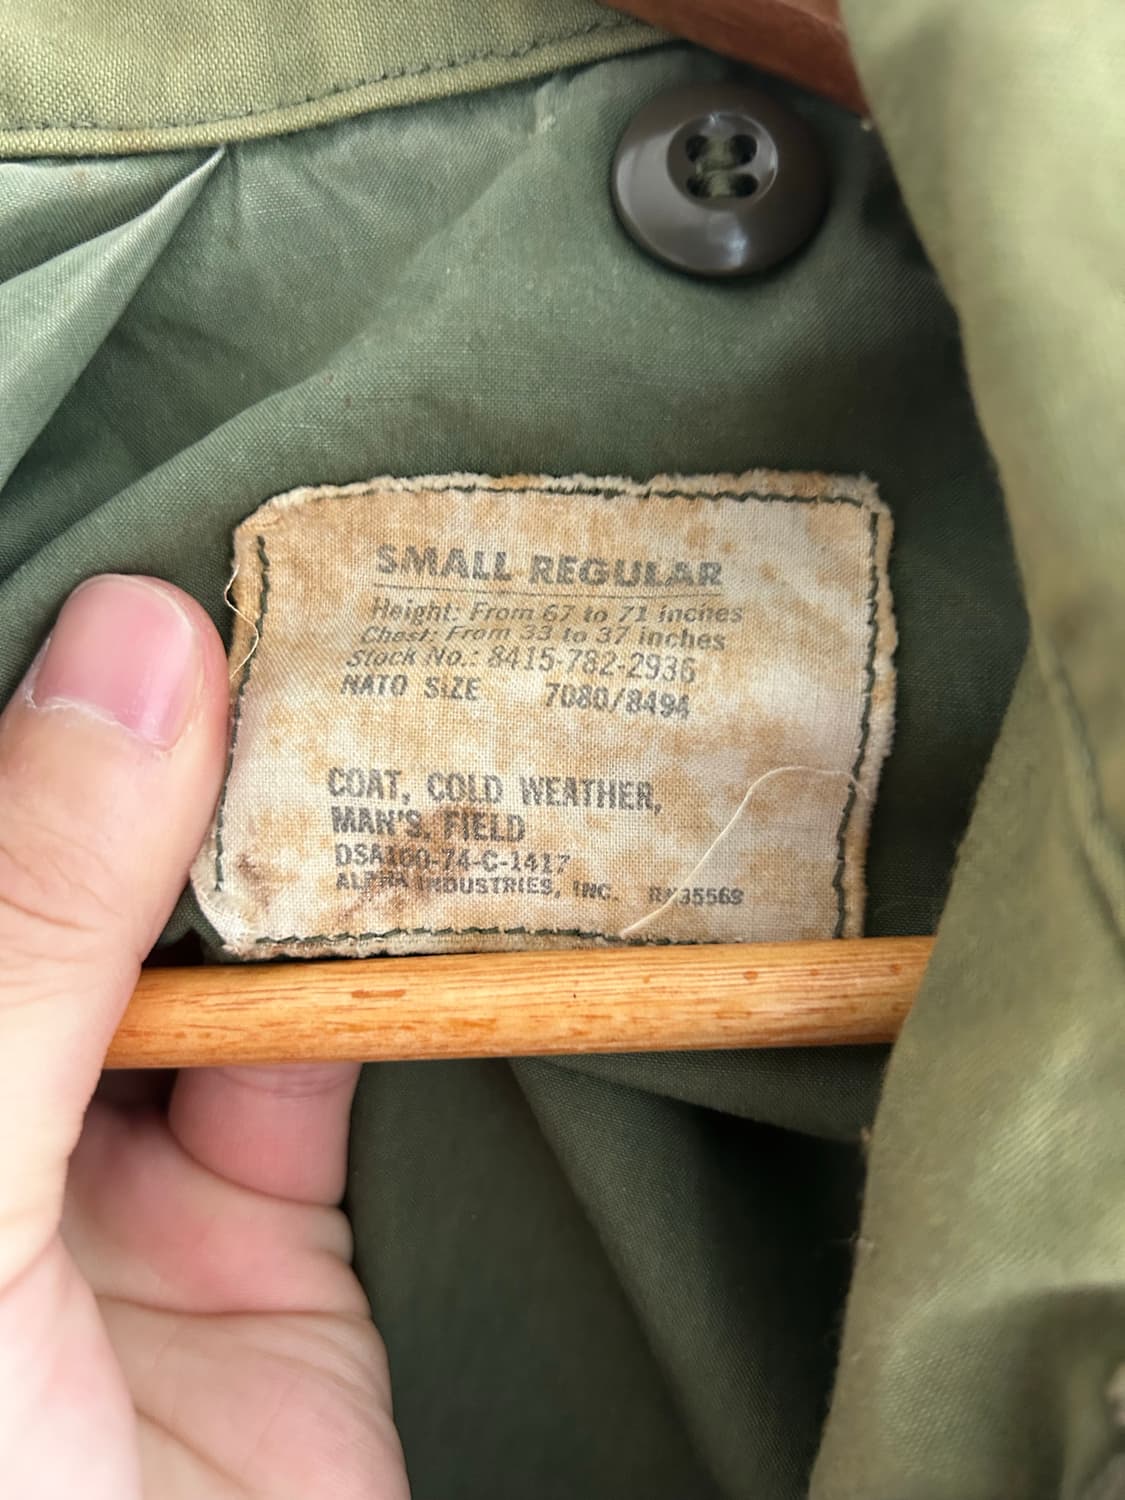 SMALL REGULAR
Height: From 67 to 71 inches
Chest: From 33 to 37 inches
Stock No.: 8415-782-2936
NATO SIZE 7080/8494
COAT, COLD WEATHER,
MAN'S, FIELD
DSA100-74-C-1417
ALPHA INDUSTRIES, INC.